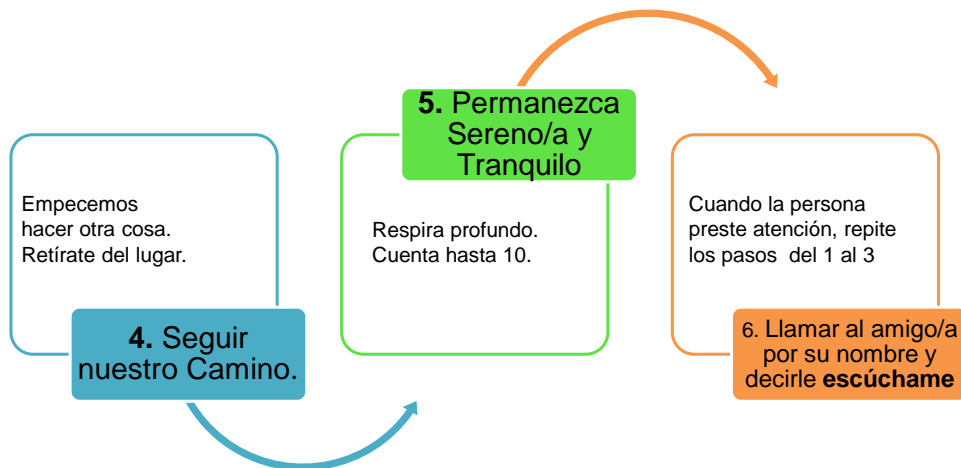 Empecemos
hacer otra cosa.
Retírate del lugar.
4. Seguir
nuestro Camino.
5. Permanezca
Sereno/a y
Tranquilo
Respira profundo.
Cuenta hasta 10.
Cuando la persona
preste atención, repite
los pasos del 1 al 3
6. Llamar al amigo/a
por su nombre y
decirle escúchame